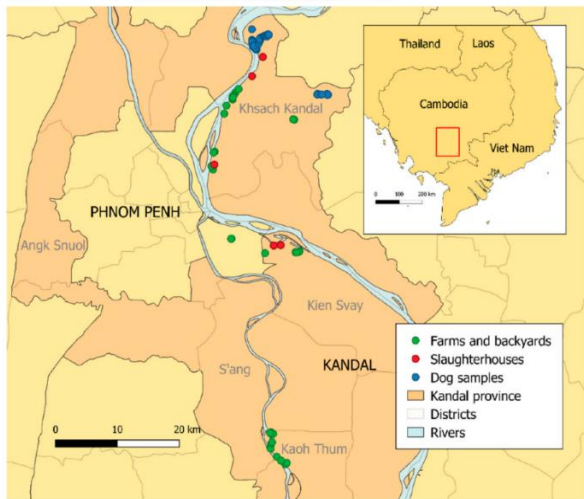 Thailand
Laos
Cambodia
Viet Nam
0 100 200 km
Khsach Kandal
PHNOM PENH
Angk Snuol
Kien Svay
S'ang
KANDAL
Kaoh Thum
0 10 20 km
Farms and backyards
Slaughterhouses
Dog samples
Kandal province
Districts
Rivers